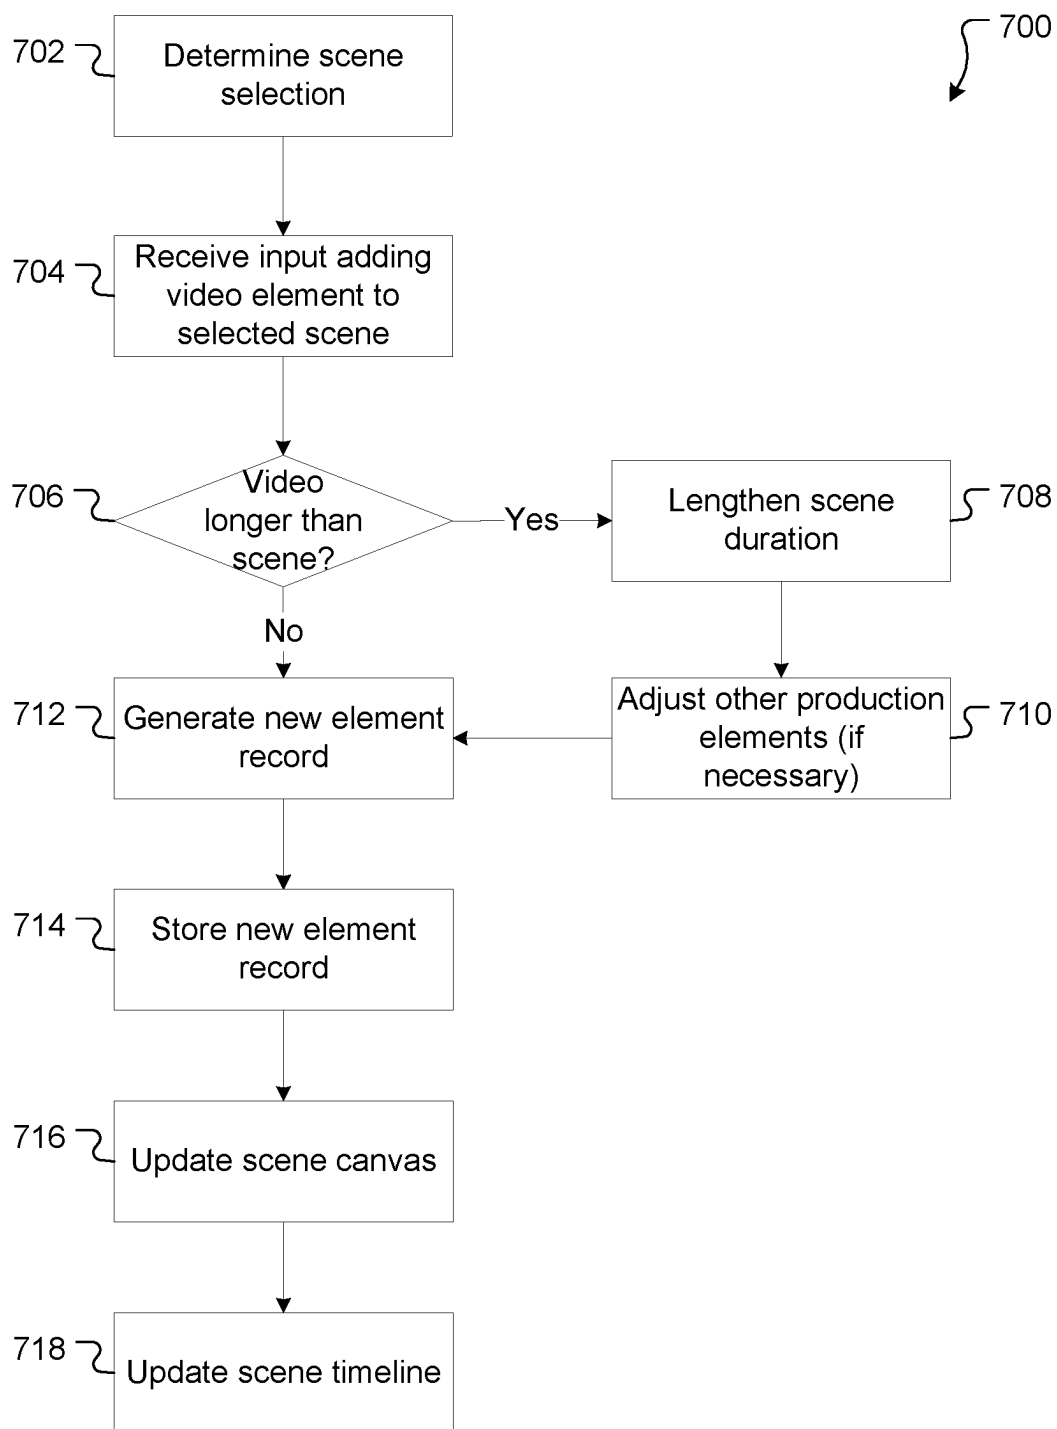 700
702
Determine scene
selection
704
Receive input adding
video element to
selected scene
706
Video
longer than
scene?
Yes
Lengthen scene
duration
708
No
712
Generate new element
record
Adjust other production
elements (if
necessary)
710
714
Store new element
record
716
Update scene canvas
718
Update scene timeline